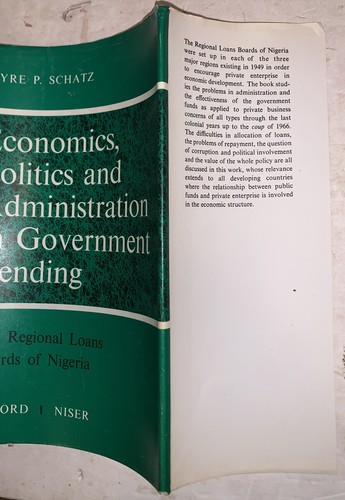 YRE P. SCHATZ
Economics,
olitics and
Administration
Government
ending
Regional Loans
rds of Nigeria
ORD NISER
The Regional Loans Boards of Nigeria
were set up in each of the three
major regions existing in 1949 in order
to encourage private enterprise in
economic development. The book stud-
ies the problems in administration and
the effectiveness of the government
funds as applied to private business
concerns of all types through the last
colonial years up to the coup of 1966.
The difficulties in allocation of loans,
the problems of repayment, the question
of corruption and political involvement
and the value of the whole policy are all
discussed in this work, whose relevance
extends to all developing countries
where the relationship between public
funds and private enterprise is involved
in the economic structure.